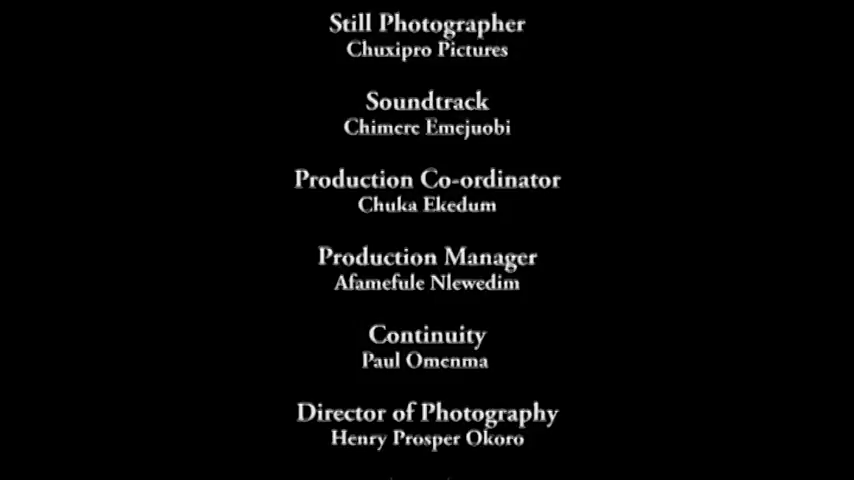 Still Photographer
Chuxipro Pictures
Soundtrack
Chimere Emejuobi
Production Co-ordinator
Chuka Ekedum
Production Manager
Afamefule Nlewedim
Continuity
Paul Omenma
Director of Photography
Henry Prosper Okoro